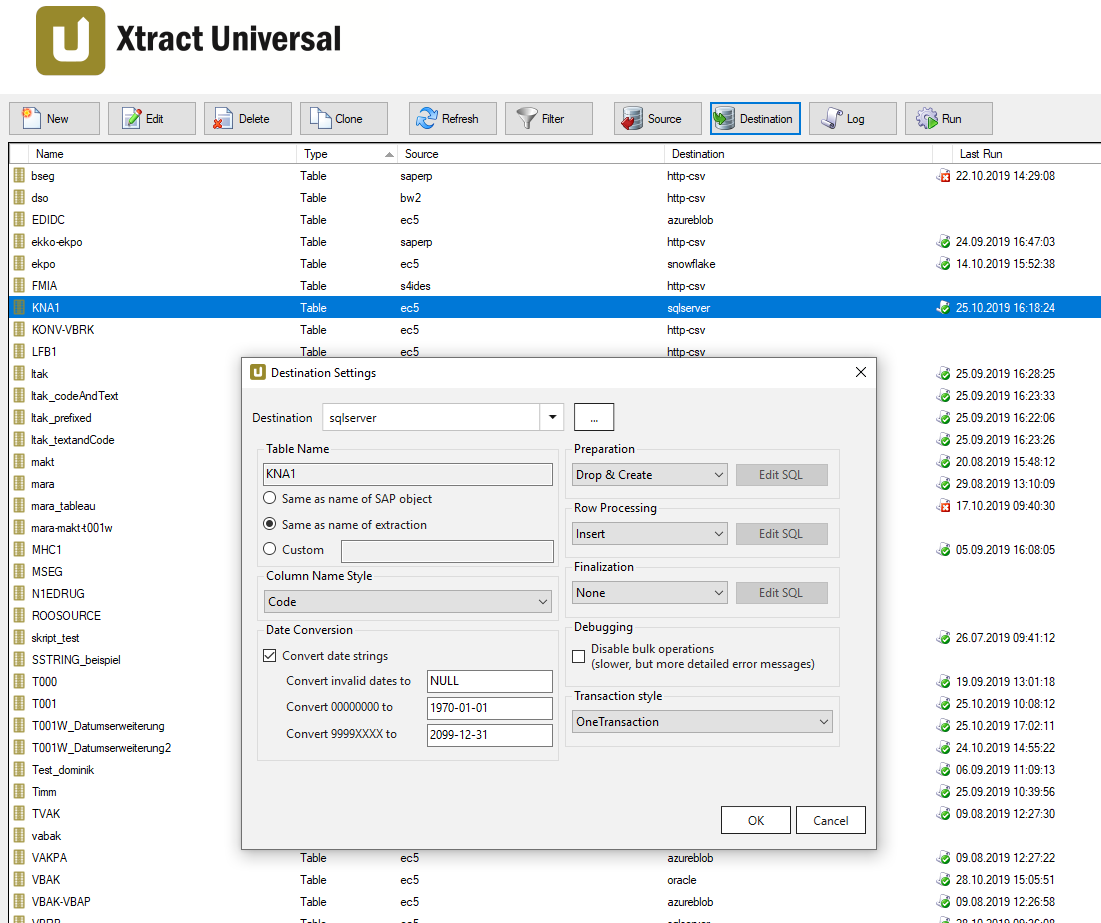 Xtract Universal
New Edit Delete Clone Refresh Filter Source Destination Log Run
Name Type Source Destination Last Run
bseg Table saperp http-csv 22.10.2019 14:29:08
dso Table bw2 http-csv
EDIDC Table ec5 azureblob
ekko-ekpo Table saperp http-csv 24.09.2019 16:47:03
ekpo Table ec5 snowflake 14.10.2019 15:52:38
FMIA Table s4ides http-csv
KNA1 Table ec5 sqlserver 25.10.2019 16:18:24
KONV-VBRK Table ec5 http-csv
LFB1 Table ec5 http-csv
ltak 25.09.2019 16:28:25
ltak_codeAndText 25.09.2019 16:23:33
ltak_prefixed 25.09.2019 16:22:06
ltak_textandCode 25.09.2019 16:23:26
makt 20.08.2019 15:48:12
mara 29.08.2019 13:10:09
mara_tableau 17.10.2019 09:40:30
mara-makt-t001w
MHC1 05.09.2019 16:08:05
MSEG
N1EDRUG
ROOSOURCE
skript_test 26.07.2019 09:41:12
SSTRING_beispiel
T000 19.09.2019 13:01:18
T001 25.10.2019 10:08:12
T001W_Datumserweiterung 25.10.2019 17:02:11
T001W_Datumserweiterung2 24.10.2019 14:55:22
Test_dominik 06.09.2019 11:09:13
Timm 25.09.2019 10:39:56
TVAK 09.08.2019 12:27:30
vabak
VAKPA Table ec5 azureblob 09.08.2019 12:27:22
VBAK Table ec5 oracle 28.10.2019 15:05:51
VBAK-VBAP Table ec5 azureblob 09.08.2019 12:26:58
Destination Settings
Destination sqlserver ...
Table Name
KNA1
Same as name of SAP object
Same as name of extraction
Custom
Column Name Style
Code
Date Conversion
Convert date strings
Convert invalid dates to NULL
Convert 00000000 to 1970-01-01
Convert 9999XXXX to 2099-12-31
Preparation
Drop & Create Edit SQL
Row Processing
Insert Edit SQL
Finalization
None Edit SQL
Debugging
Disable bulk operations
(slower, but more detailed error messages)
Transaction style
OneTransaction
OK Cancel